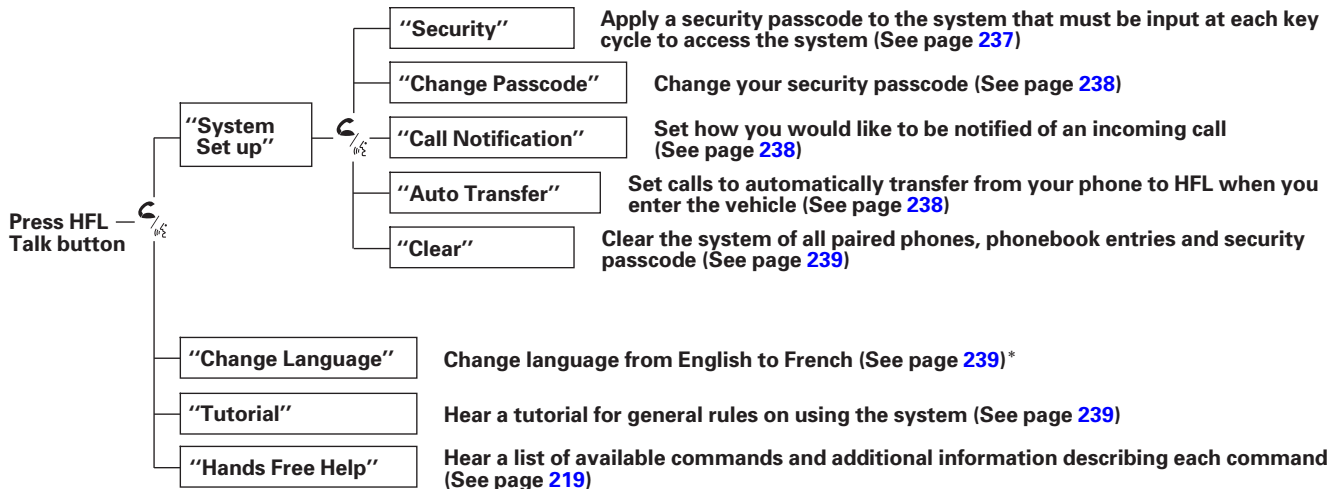 ''Security''
Apply a security passcode to the system that must be input at each key
cycle to access the system (See page 237)
''Change Passcode''
Change your security passcode (See page 238)
''System
Set up''
''Call Notification''
Set how you would like to be notified of an incoming call
(See page 238)
''Auto Transfer''
Set calls to automatically transfer from your phone to HFL when you
enter the vehicle (See page 238)
Press HFL
Talk button
''Clear''
Clear the system of all paired phones, phonebook entries and security
passcode (See page 239)
''Change Language''
Change language from English to French (See page 239)*
''Tutorial''
Hear a tutorial for general rules on using the system (See page 239)
''Hands Free Help''
Hear a list of available commands and additional information describing each command
(See page 219)